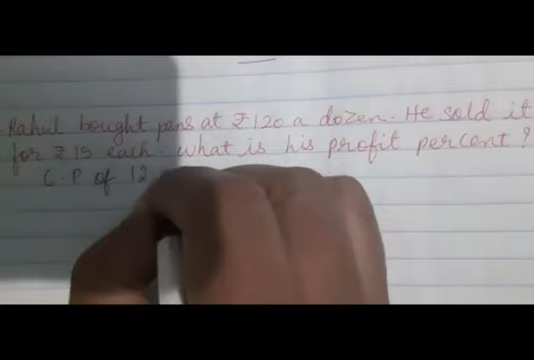 Rahul bought pens at ₹120 a dozen. He sold it
for ₹15 each what is his profit percent?
C.P of 12